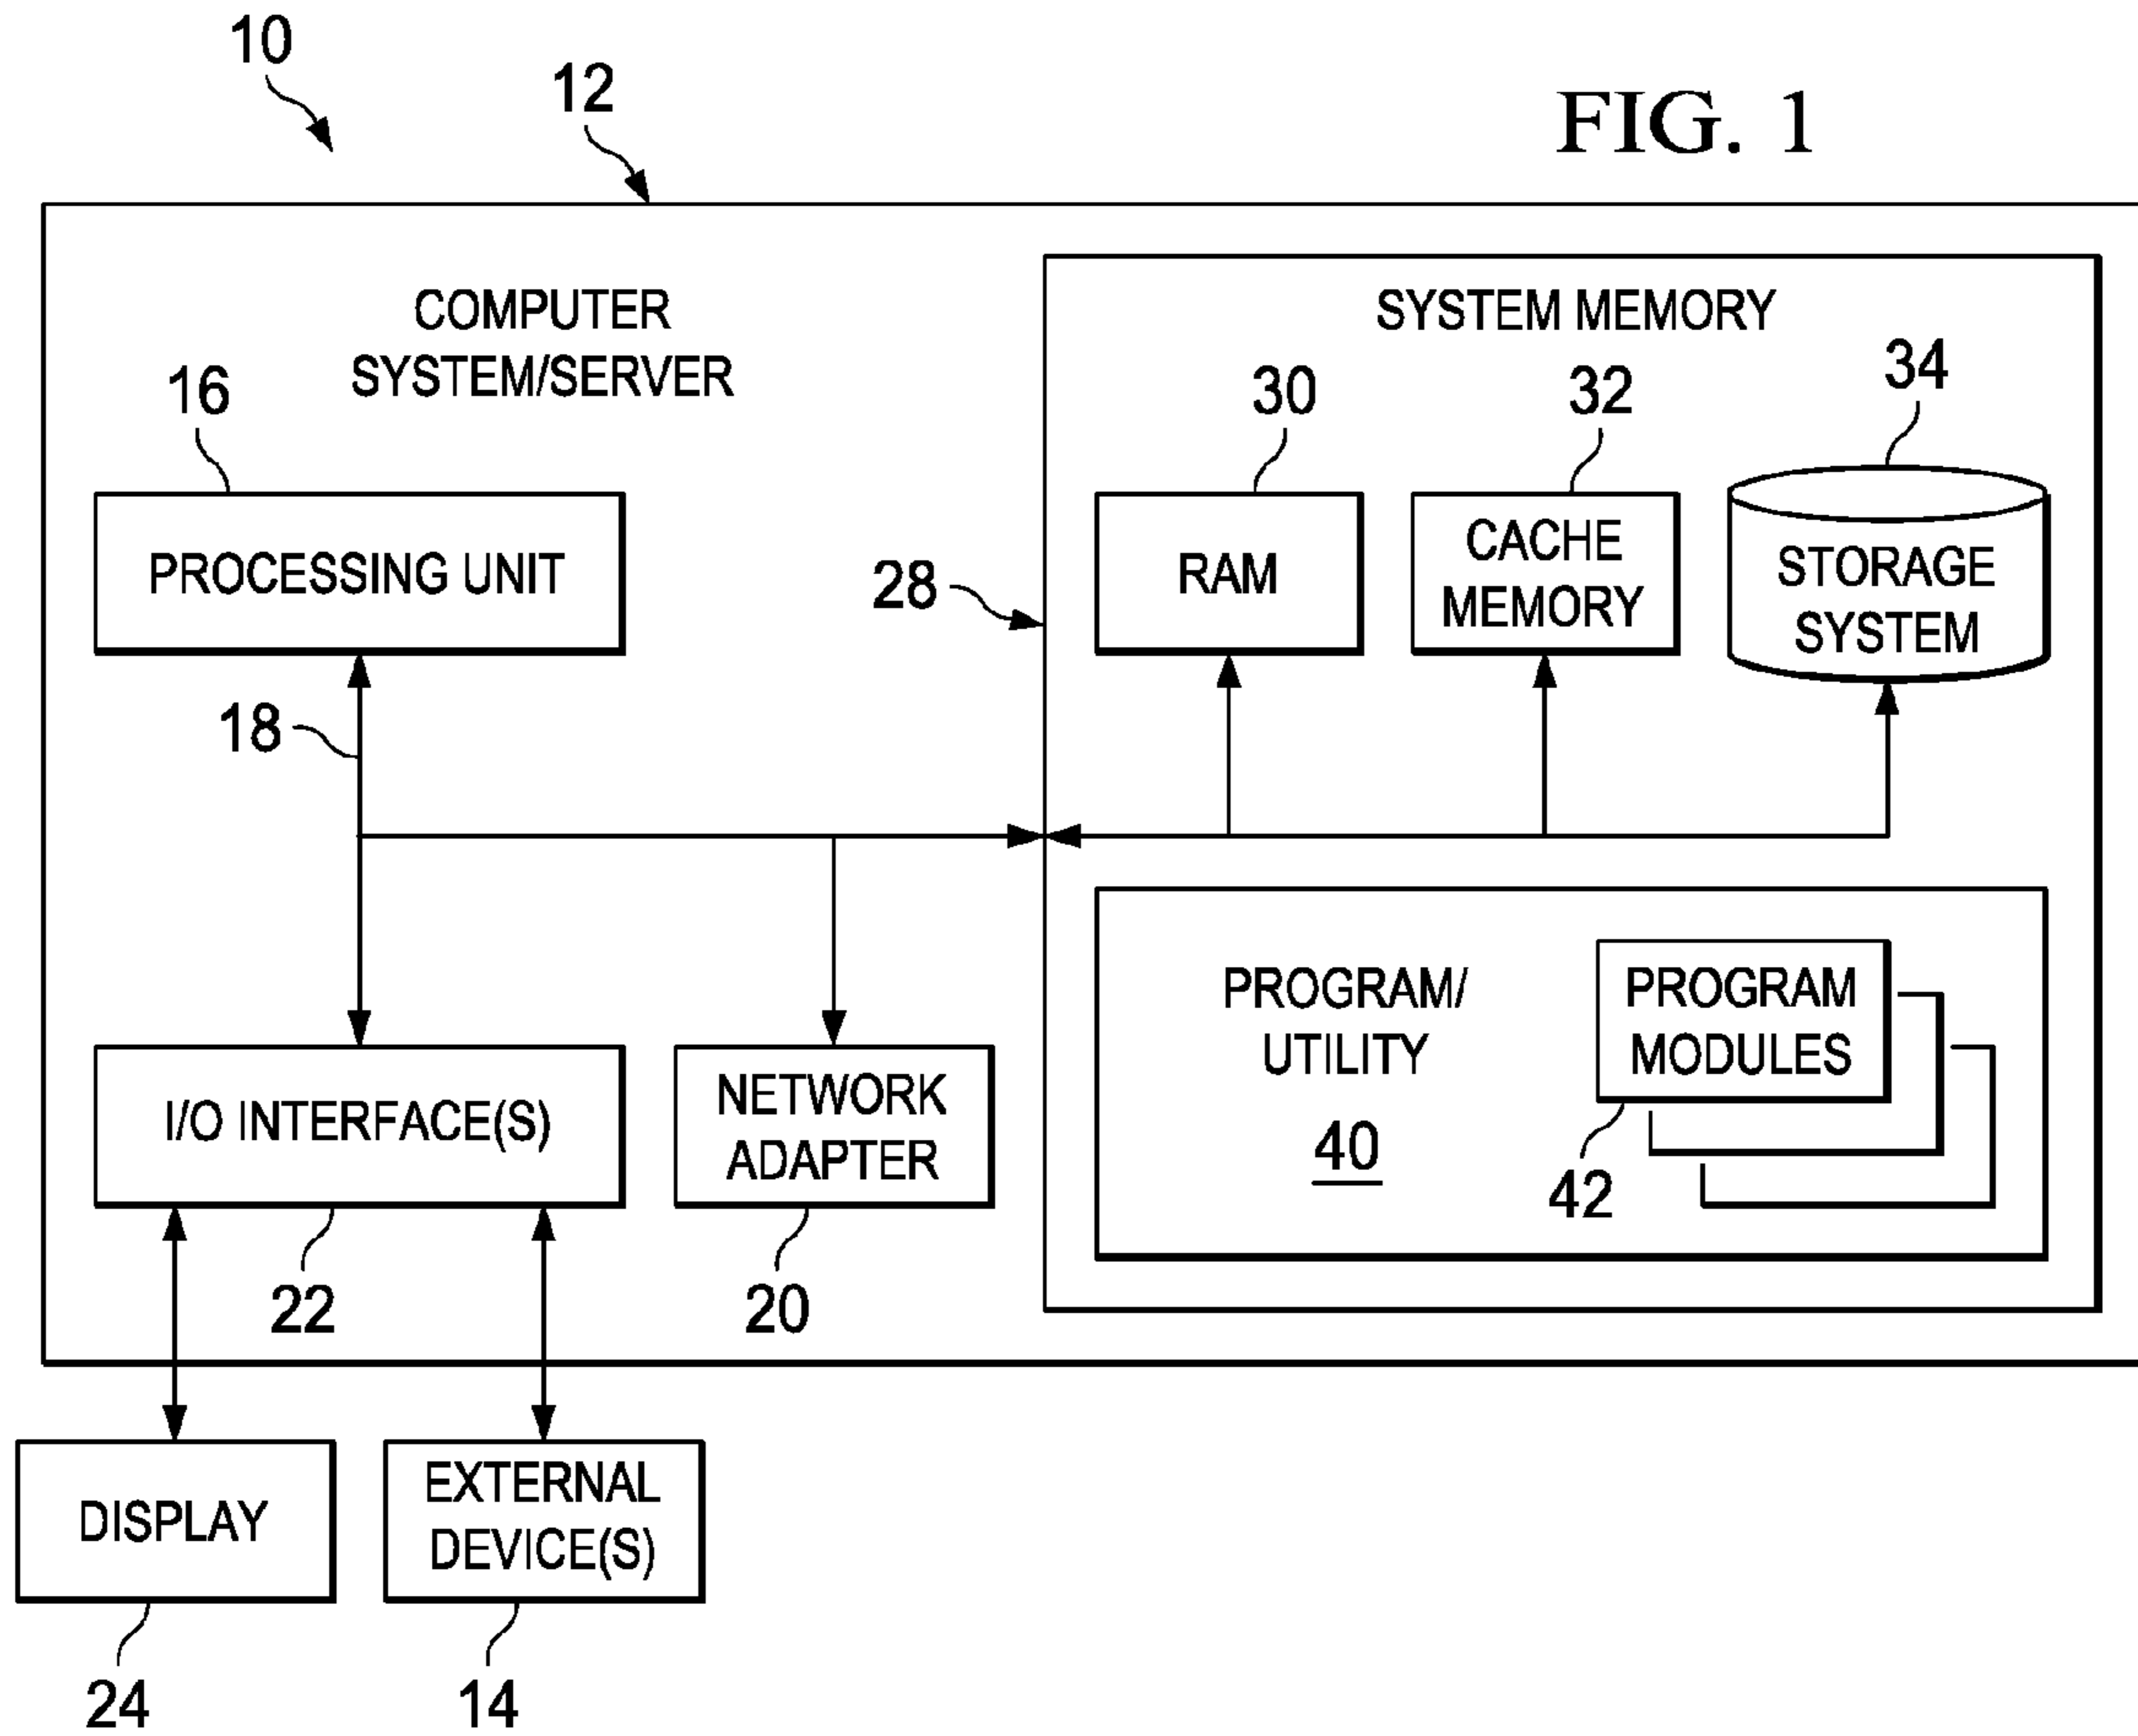 10
12
FIG. 1
COMPUTER
SYSTEM/SERVER
SYSTEM MEMORY
16
30
32
34
PROCESSING UNIT
28
RAM
CACHE
MEMORY
STORAGE
SYSTEM
18
PROGRAM/
UTILITY
40
PROGRAM
MODULES
42
I/O INTERFACE(S)
NETWORK
ADAPTER
22
20
DISPLAY
EXTERNAL
DEVICE(S)
24
14